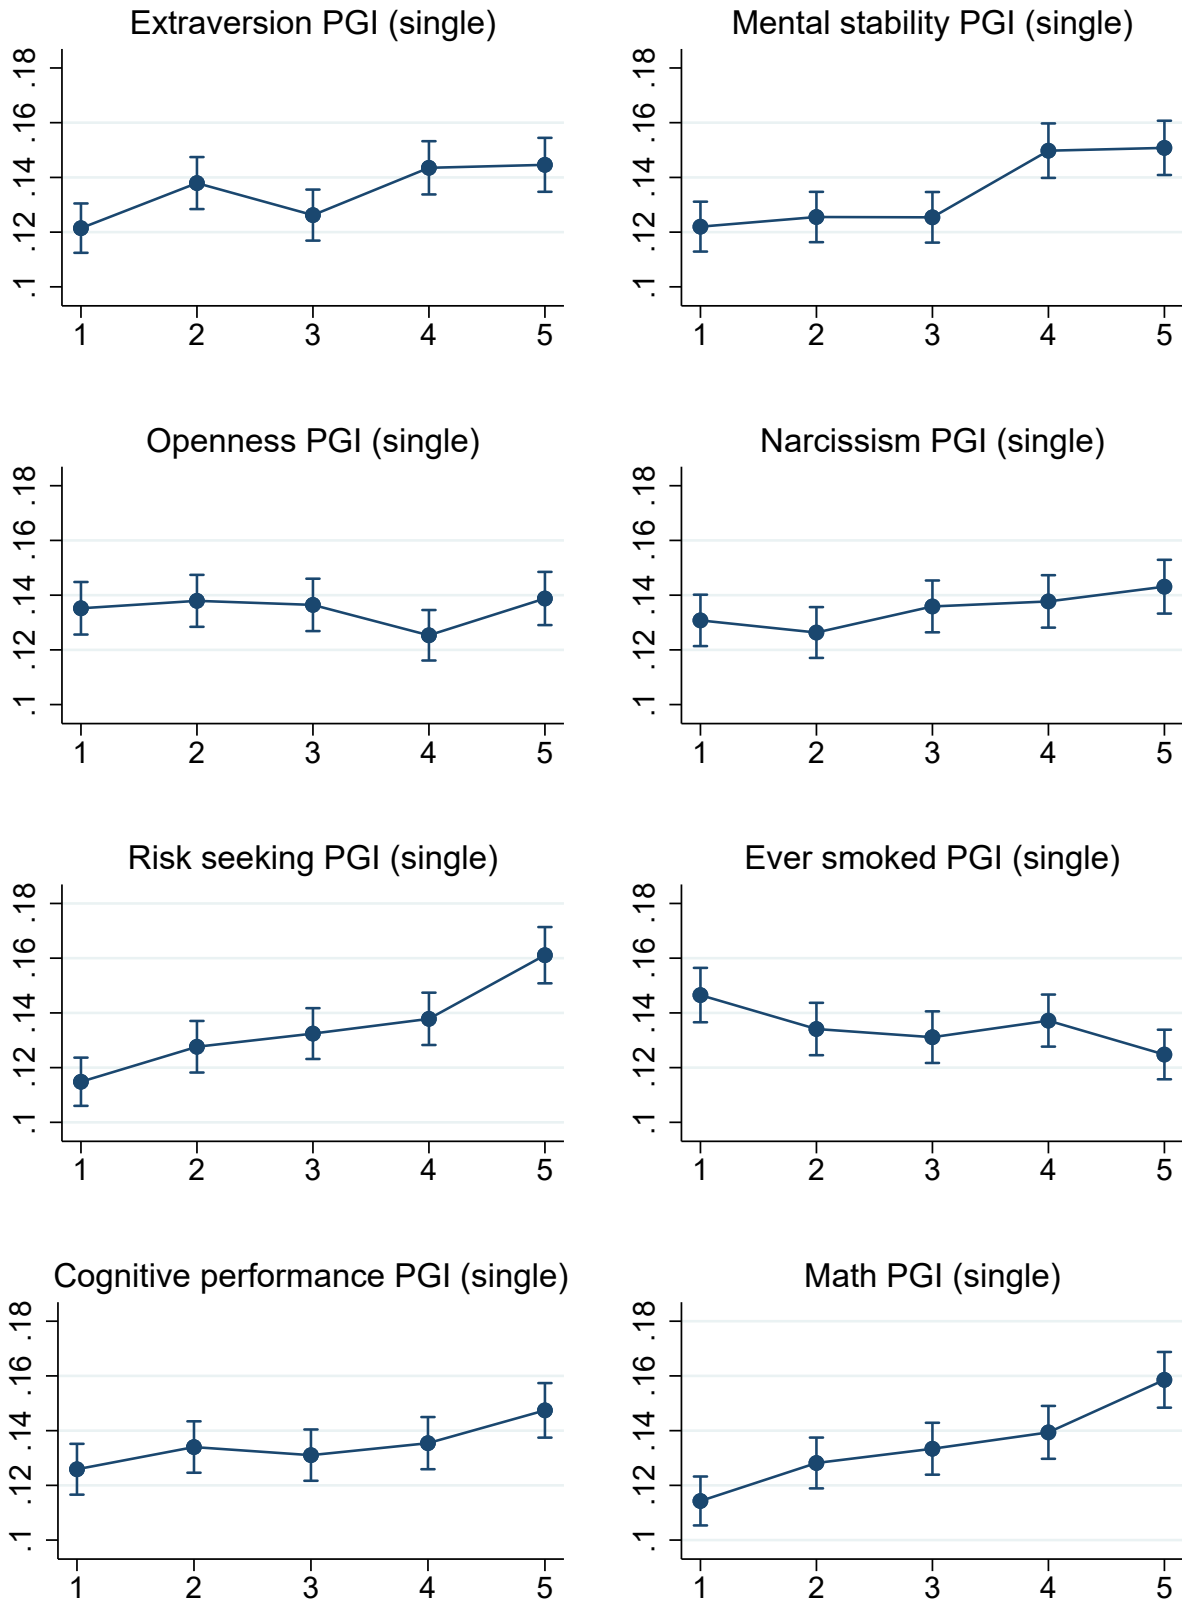 Extraversion PGI (single)
.18
.16
.14
.12
.1
1 2 3 4 5
Mental stability PGI (single)
.18
.16
.14
.12
.1
1 2 3 4 5
Openness PGI (single)
.18
.16
.14
.12
.1
1 2 3 4 5
Narcissism PGI (single)
.18
.16
.14
.12
.1
1 2 3 4 5
Risk seeking PGI (single)
.18
.16
.14
.12
.1
1 2 3 4 5
Ever smoked PGI (single)
.18
.16
.14
.12
.1
1 2 3 4 5
Cognitive performance PGI (single)
.18
.16
.14
.12
.1
1 2 3 4 5
Math PGI (single)
.18
.16
.14
.12
.1
1 2 3 4 5